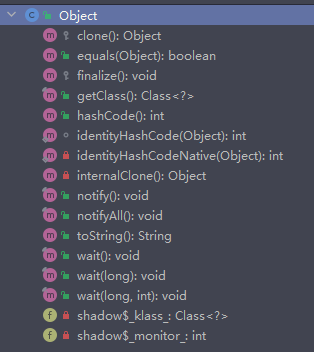 Object
clone(): Object
equals(Object): boolean
finalize(): void
getClass(): Class<?>
hashCode(): int
identityHashCode(Object): int
identityHashCodeNative(Object): int
internalClone(): Object
notify(): void
notifyAll(): void
toString(): String
wait(): void
wait(long): void
wait(long, int): void
shadow$_klass_: Class<?>
shadow$_monitor_: int